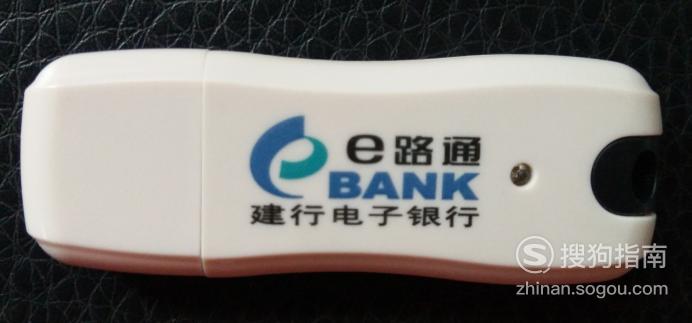 e路通
BANK
建行电子银行
S 搜狗指南
zhinan.sogou.com